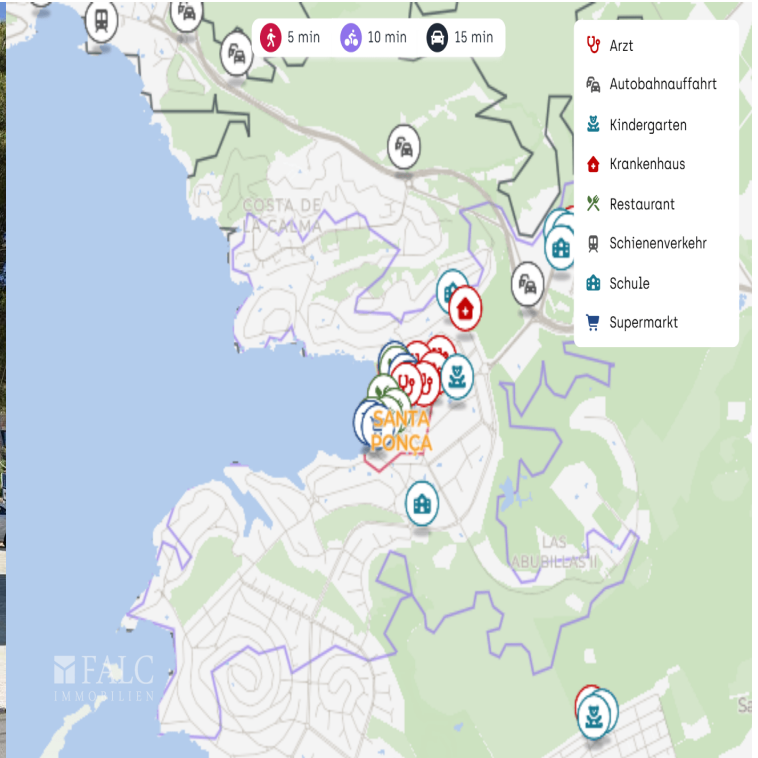 5 min
10 min
15 min
Arzt
Autobahnauffahrt
Kindergarten
Krankenhaus
Restaurant
Schienenverkehr
Schule
Supermarkt
COSTA DE
LA CALMA
SANTA
PONÇA
LAS
ABUBILLAS II
FALC
IMMOBILIEN
Sa